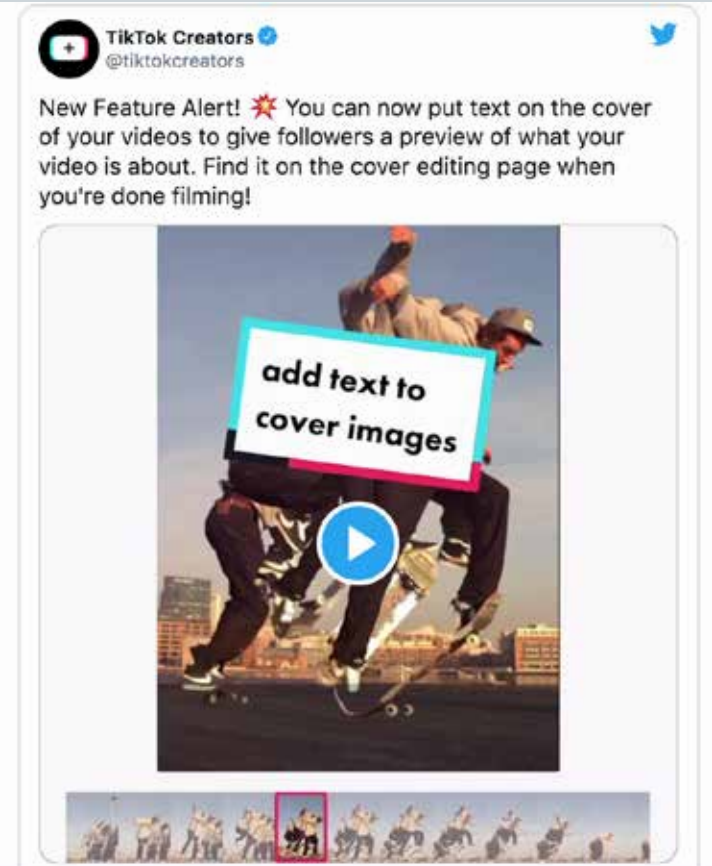 TikTok Creators
@tiktokcreators
New Feature Alert! 💥 You can now put text on the cover
of your videos to give followers a preview of what your
video is about. Find it on the cover editing page when
you're done filming!
add text to
cover images